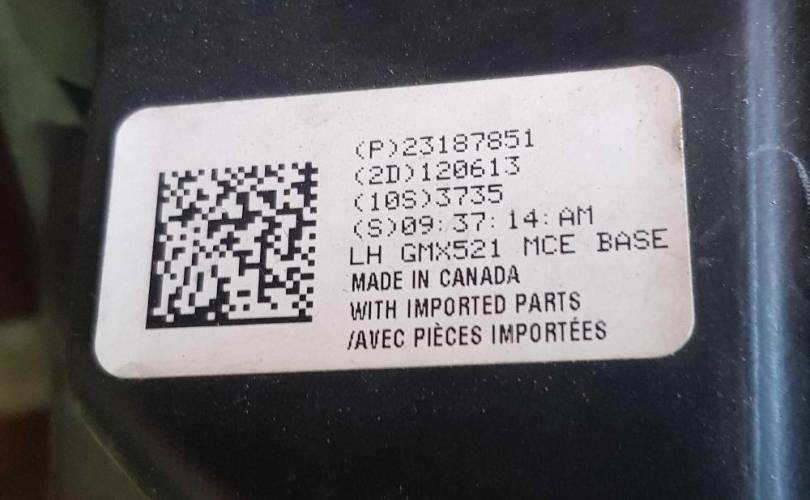 (P)23187851
(2D)120613
(10S)3735
(S)09:37:14:AM
LH GMX521 MCE BASE
MADE IN CANADA
WITH IMPORTED PARTS
/AVEC PIÈCES IMPORTÉES